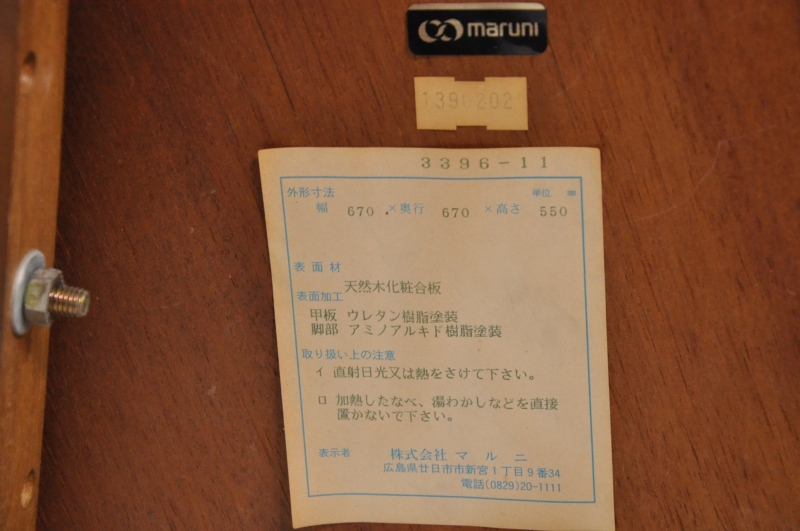 maruni
1396202
3396-11
外形寸法 単位 ㎜
幅 670 ×奥行 670 ×高さ 550
表面材
天然木化粧合板
表面加工
甲板 ウレタン樹脂塗装
脚部 アミノアルキド樹脂塗装
取り扱い上の注意
イ 直射日光又は熱をさけて下さい。
ロ 加熱したなべ、湯わかしなどを直接
置かないで下さい。
表示者 株式会社 マルニ
広島県廿日市市新宮1丁目9番34
電話(0829)20-1111